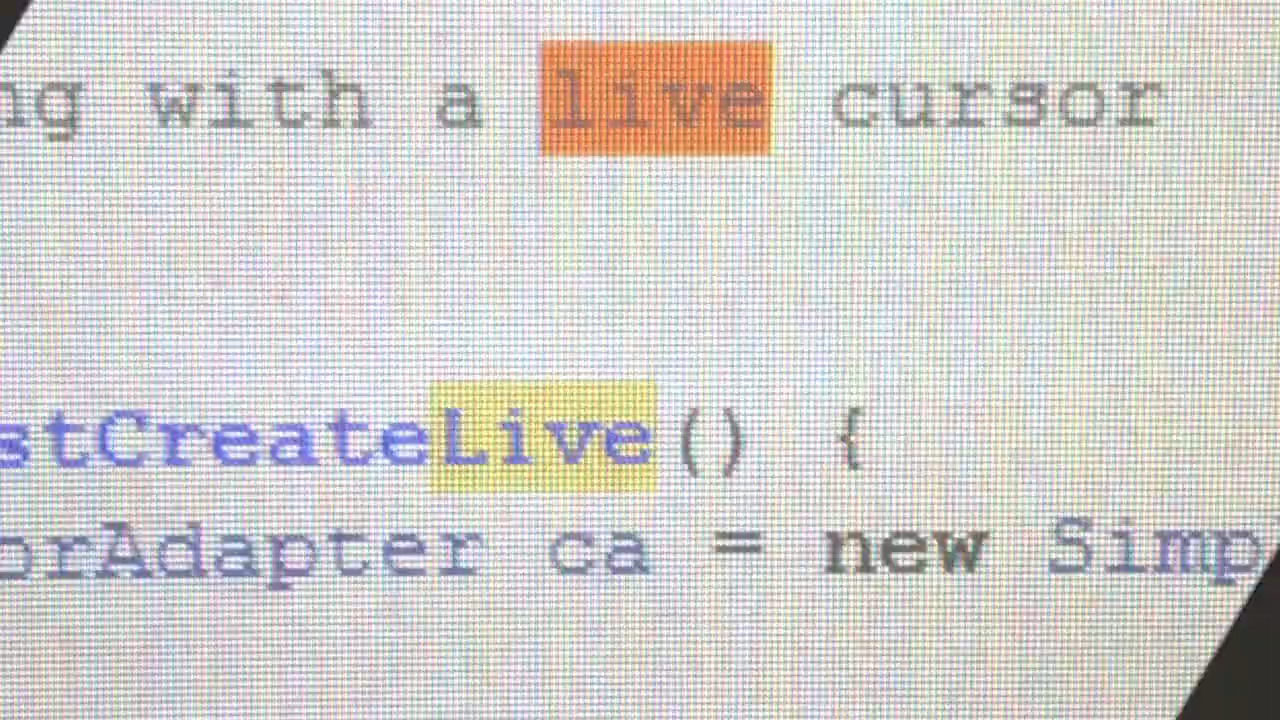 ng with a live cursor
stCreateLive() {
orAdapter ca = new Simp